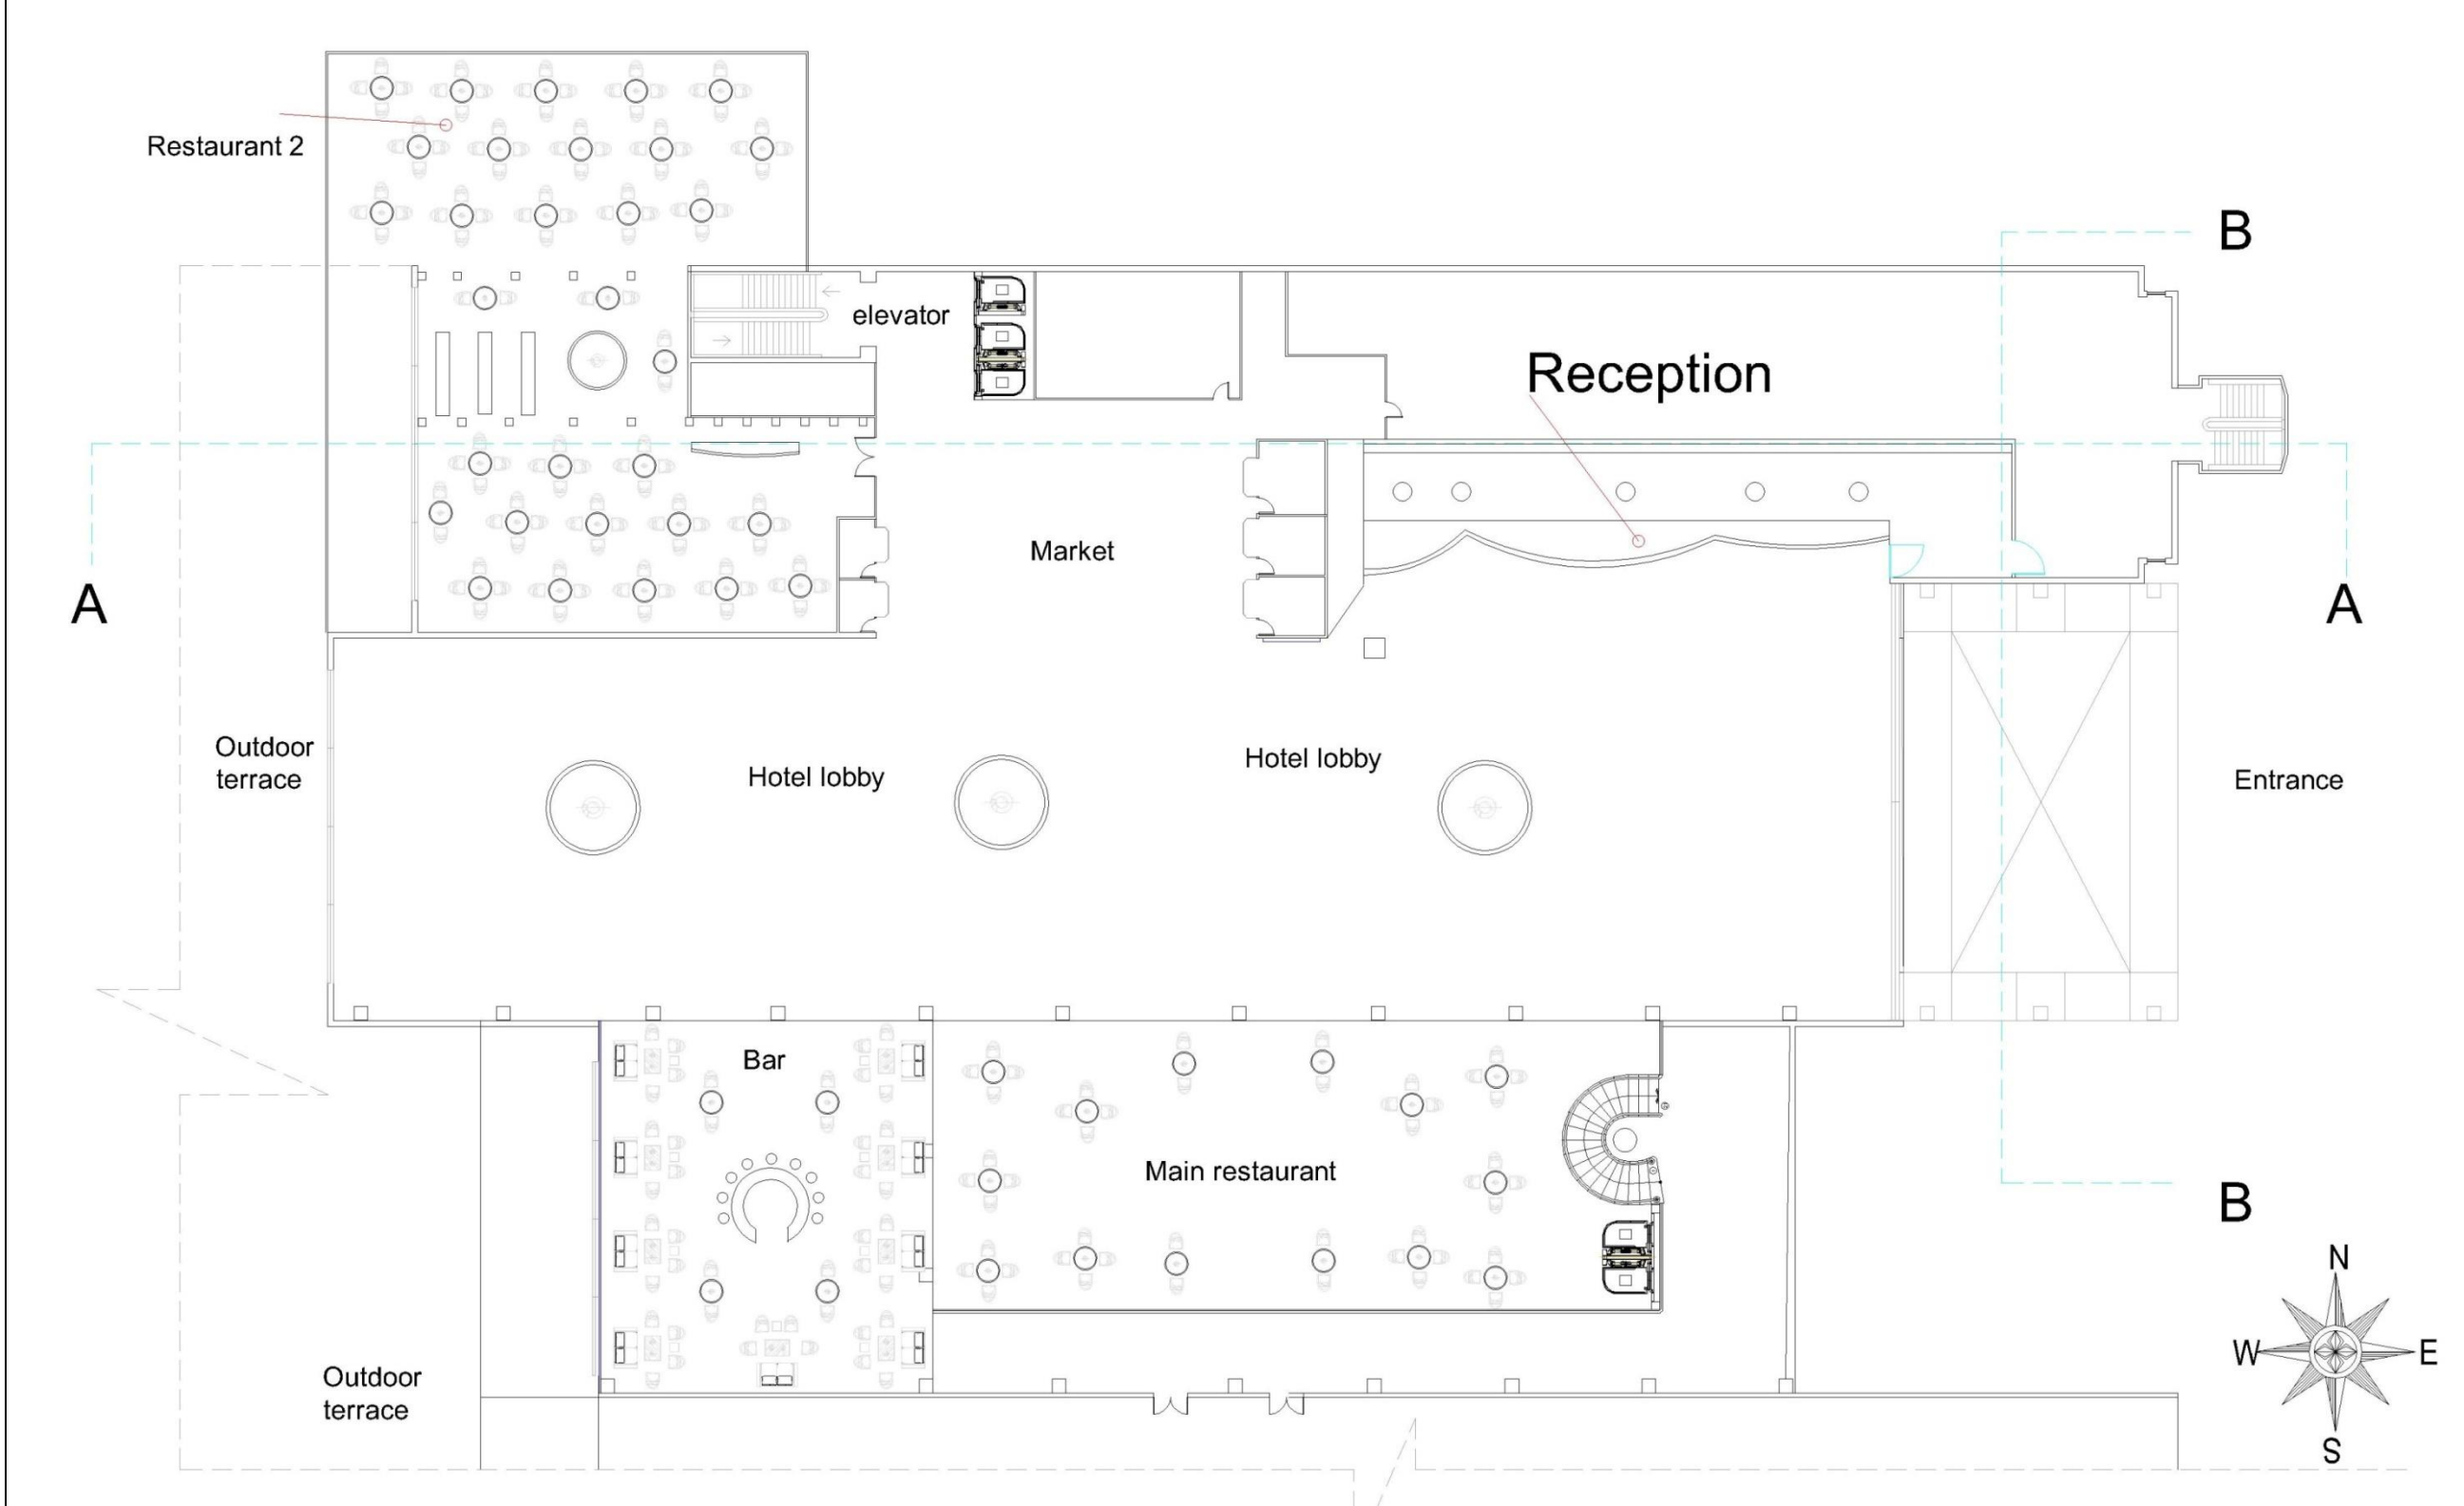 Restaurant 2
B
elevator
Reception
Market
A
A
Outdoor
terrace
Hotel lobby
Hotel lobby
Entrance
Bar
Main restaurant
B
N
W
E
S
Outdoor
terrace